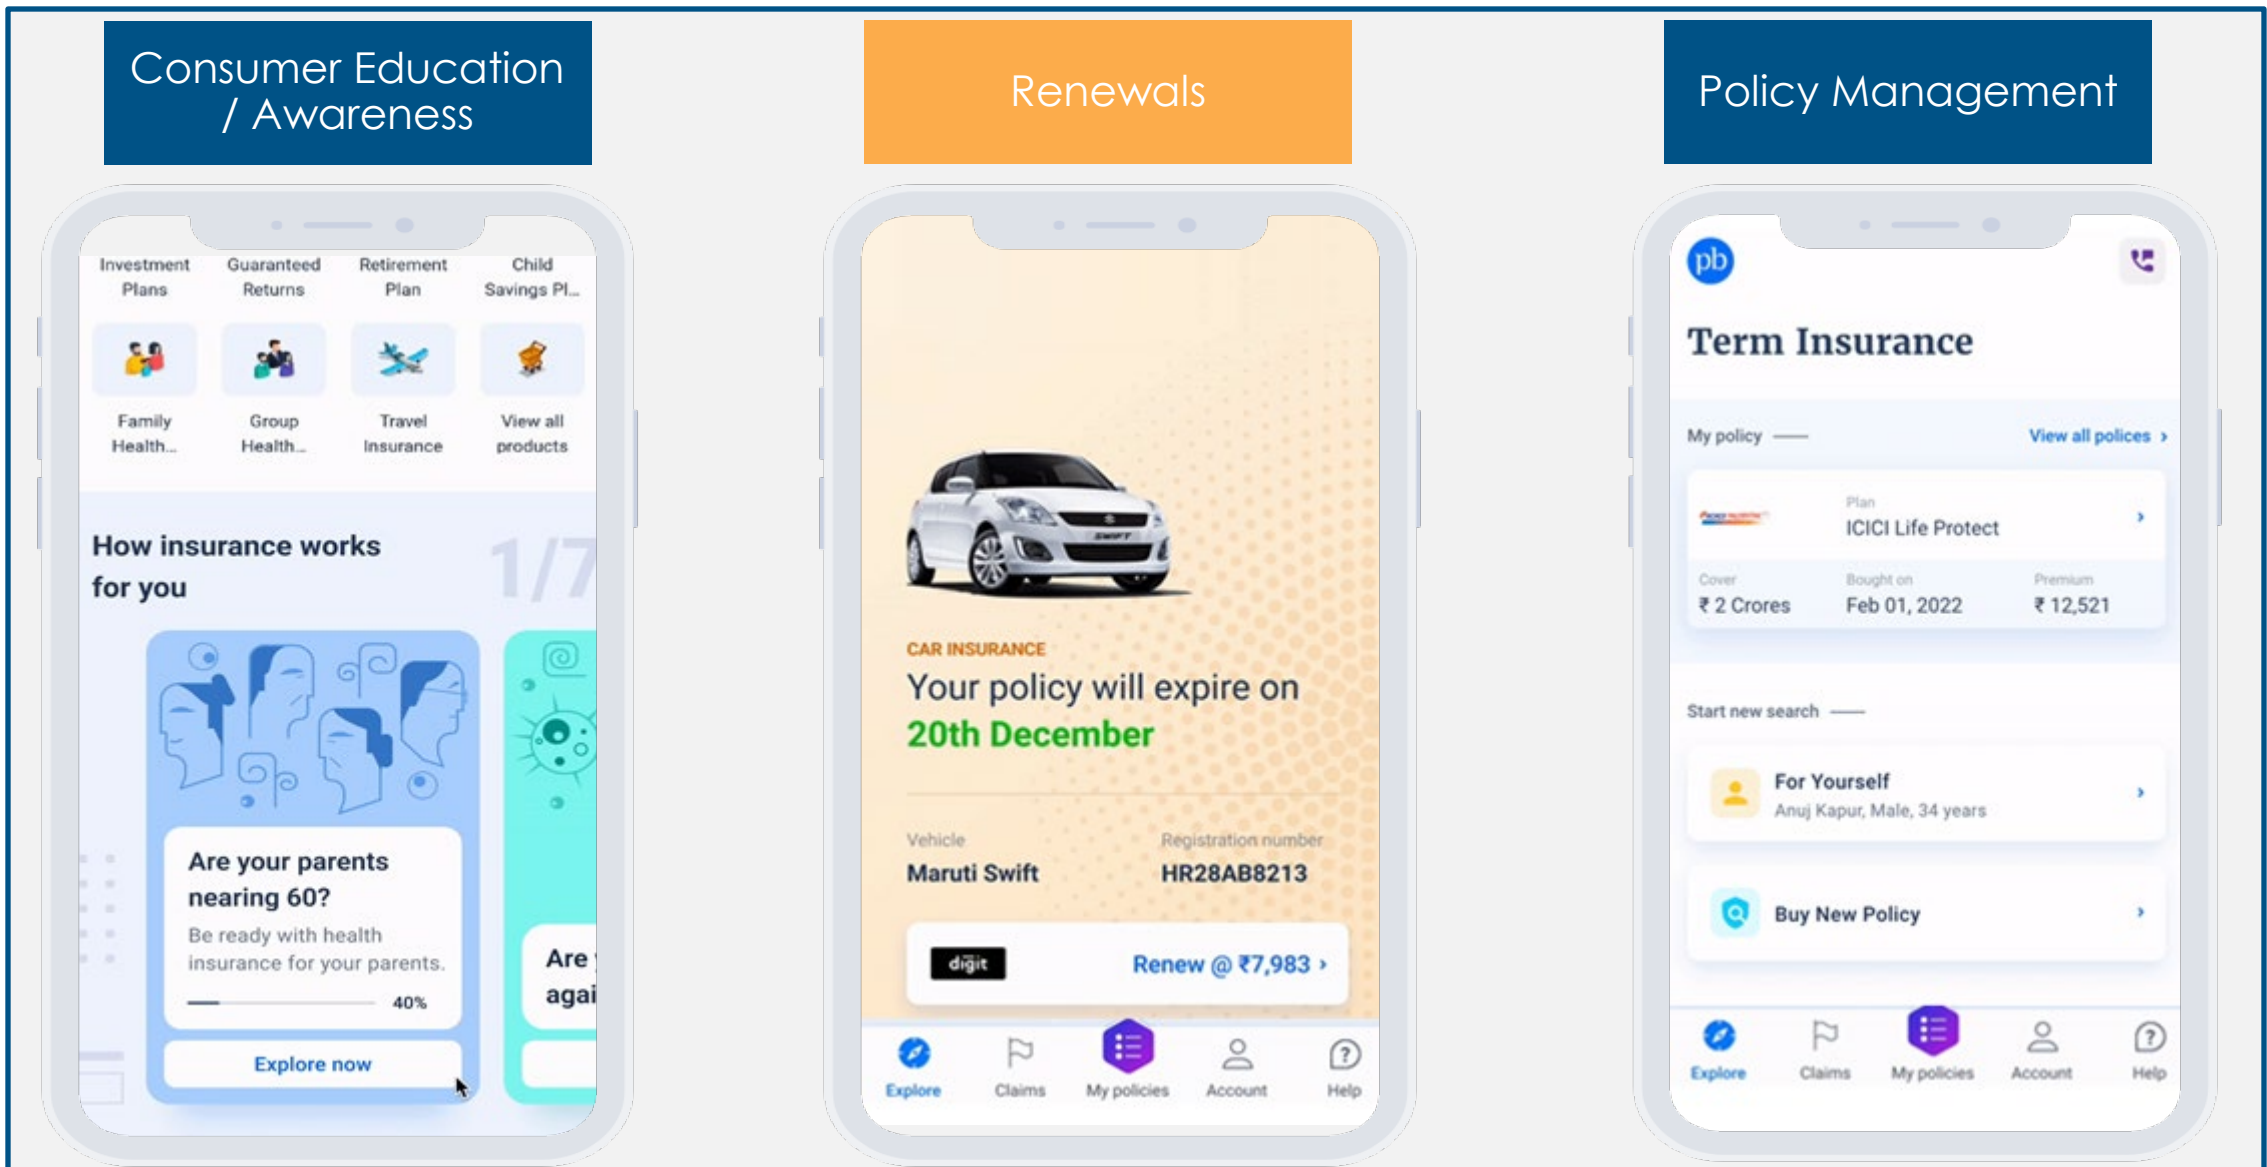 Consumer Education
/ Awareness
Investment Plans
Guaranteed Returns
Retirement Plan
Child Savings Pl...
Family Health...
Group Health...
Travel Insurance
View all products
How insurance works
for you
1/7
Are your parents
nearing 60?
Be ready with health
insurance for your parents.
40%
Explore now
Are
agai
Renewals
SWIFT
CAR INSURANCE
Your policy will expire on
20th December
Vehicle
Registration number
Maruti Swift
HR28AB8213
digit
Renew @ ₹7,983 ›
Explore
Claims
My policies
Account
Help
Policy Management
pb
Term Insurance
My policy
View all polices ›
Plan
ICICI Life Protect
Cover
Bought on
Premium
₹ 2 Crores
Feb 01, 2022
₹ 12,521
Start new search
For Yourself
Anuj Kapur, Male, 34 years
Buy New Policy
Explore
Claims
My policies
Account
Help